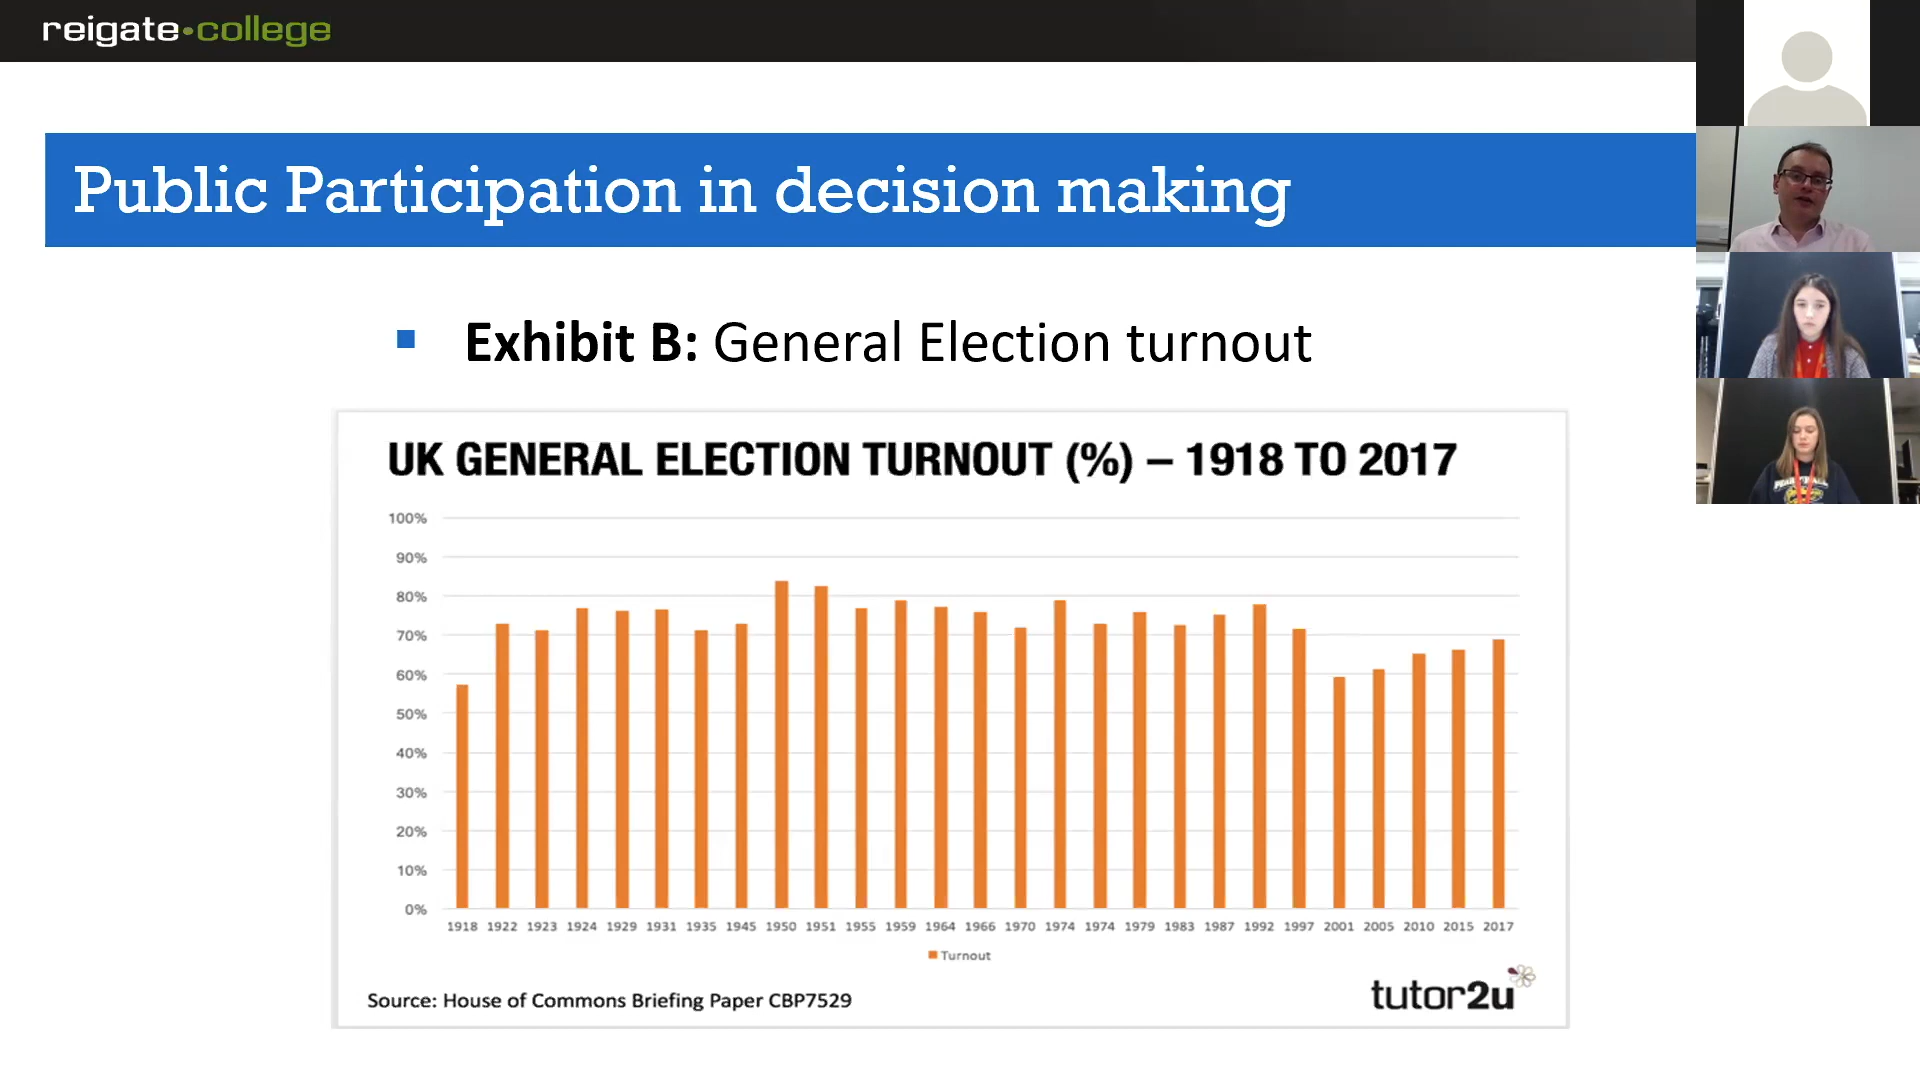 reigate•college
Public Participation in decision making
Exhibit B: General Election turnout
UK GENERAL ELECTION TURNOUT (%) – 1918 TO 2017
100%
90%
80%
70%
60%
50%
40%
30%
20%
10%
0%
1918 1922 1923 1924 1929 1931 1935 1945 1950 1951 1955 1959 1964 1966 1970 1974 1974 1979 1983 1987 1992 1997 2001 2005 2010 2015 2017
Turnout
Source: House of Commons Briefing Paper CBP7529
tutor2u